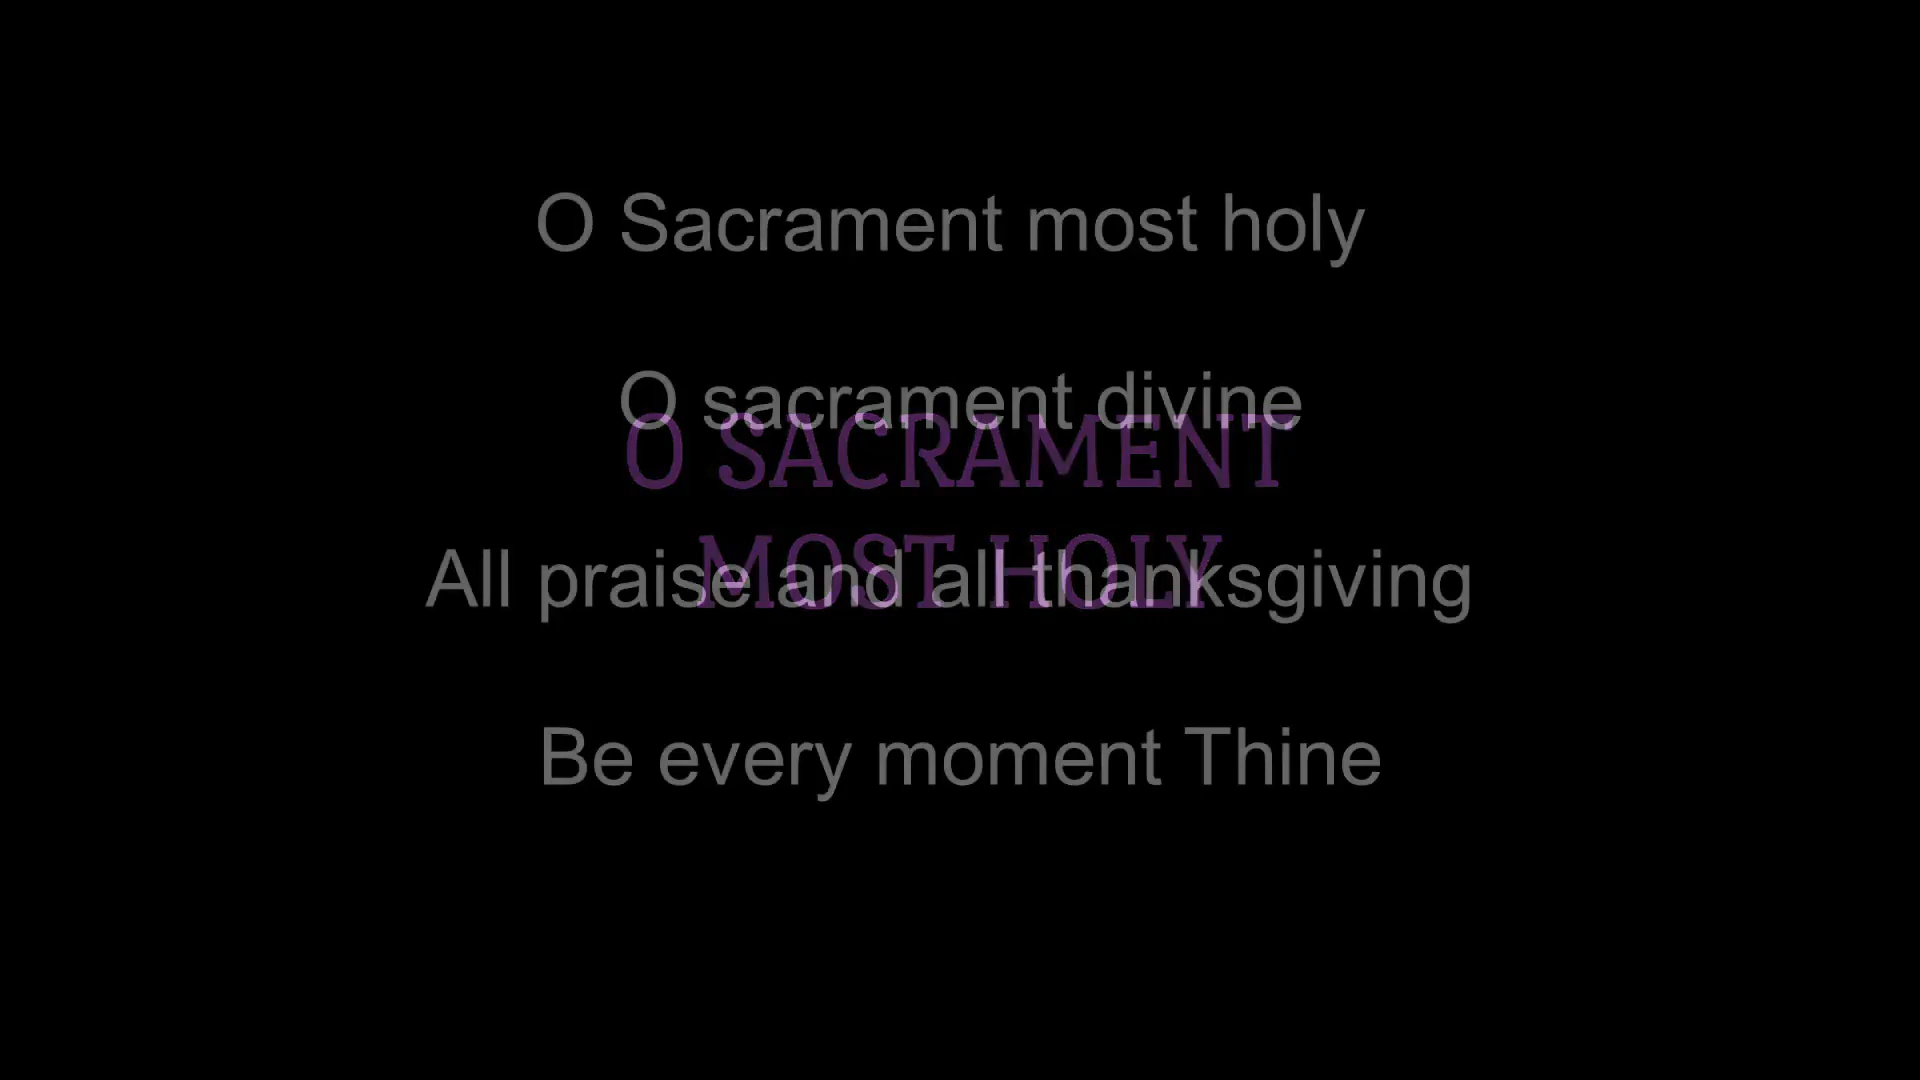 O Sacrament most holy
O sacrament divine
O SACRAMENT
MOST HOLY
All praise and all thanksgiving
Be every moment Thine